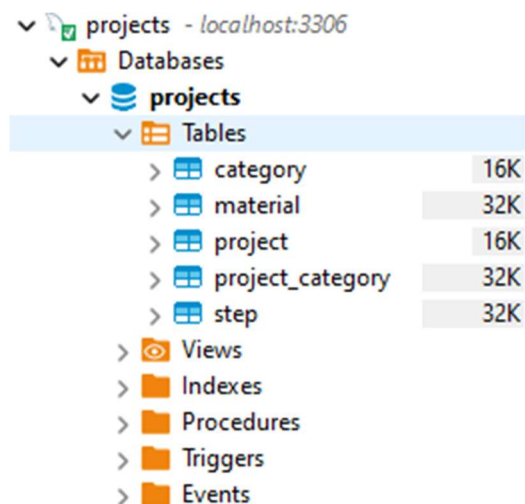 projects - localhost:3306
Databases
projects
Tables
category 16K
material 32K
project 16K
project_category 32K
step 32K
Views
Indexes
Procedures
Triggers
Events